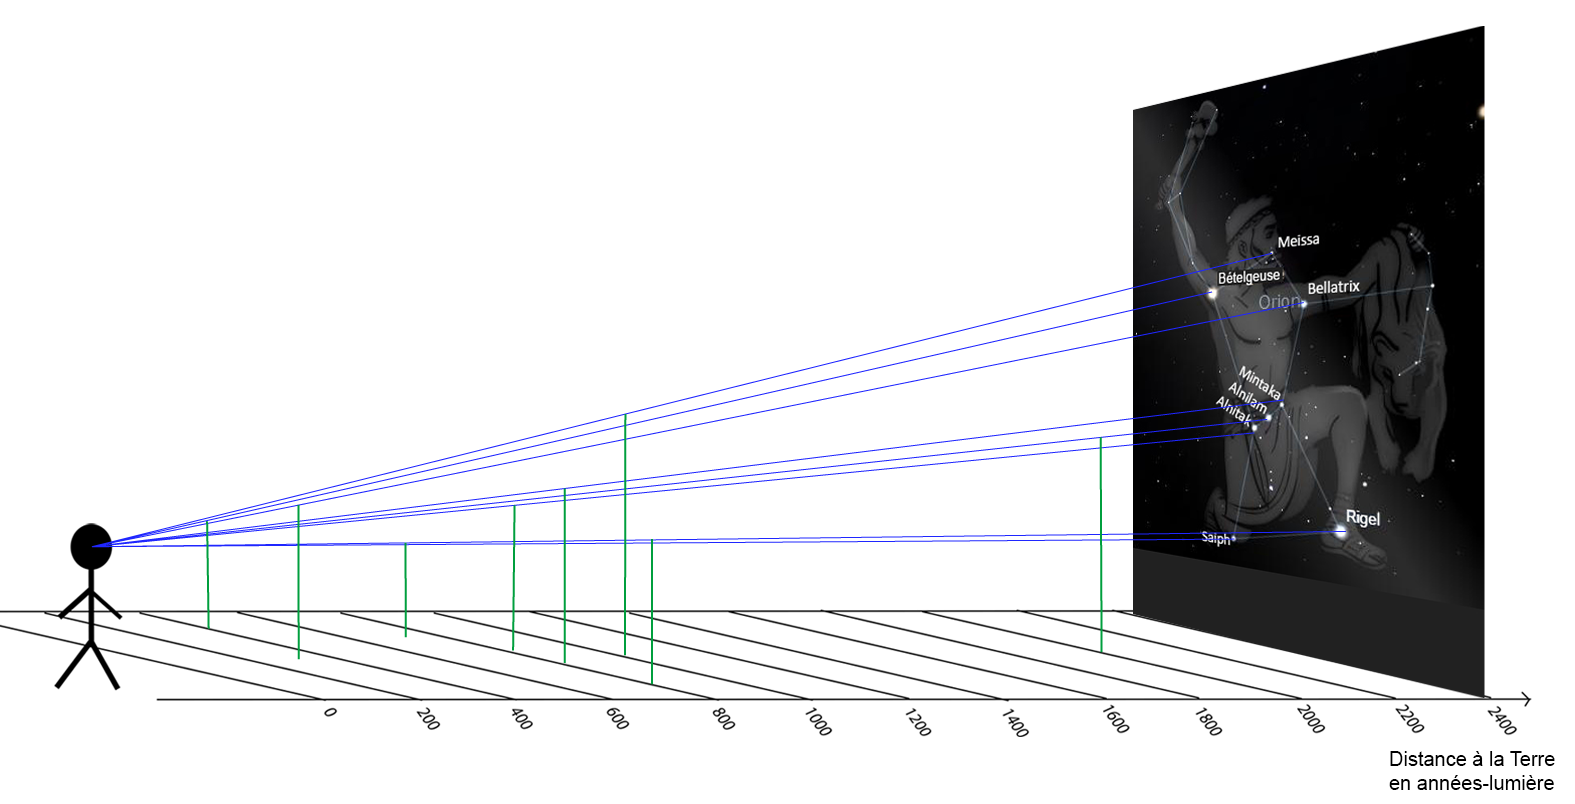 Meissa
Bételgeuse
Bellatrix
Orion
Mintaka
Alnilam
Alnitak
Rigel
Saiph
0
200
400
600
800
1000
1200
1400
1600
1800
2000
2200
2400
Distance à la Terre
en années-lumière